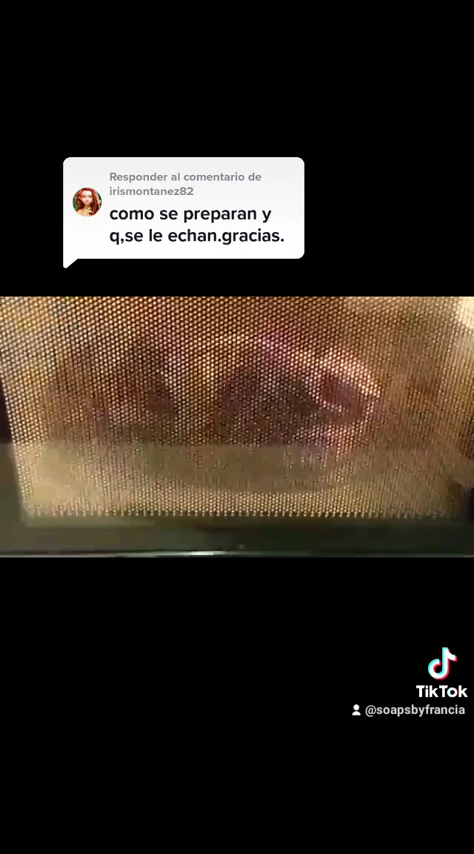 Responder al comentario de
irismontanez82
como se preparan y
q,se le echan.gracias.
TikTok
@soapsbyfrancia